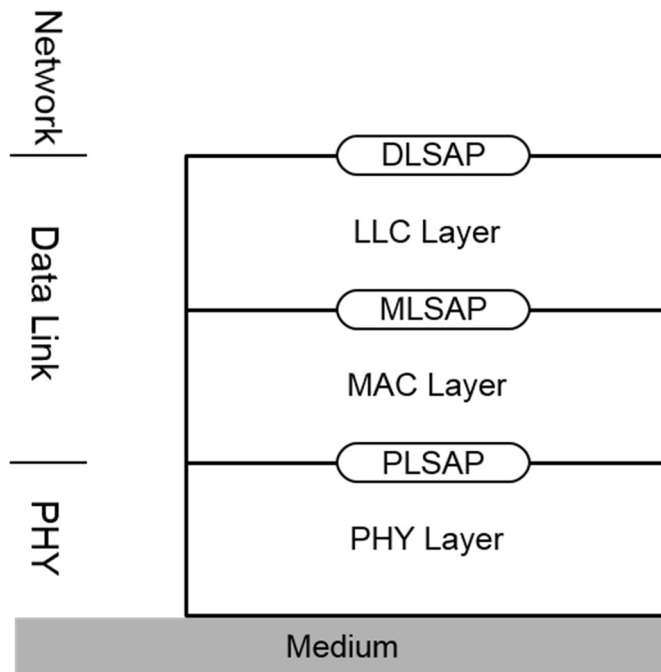 Network
DLSAP
LLC Layer
Data Link
MLSAP
MAC Layer
PLSAP
PHY
PHY Layer
Medium